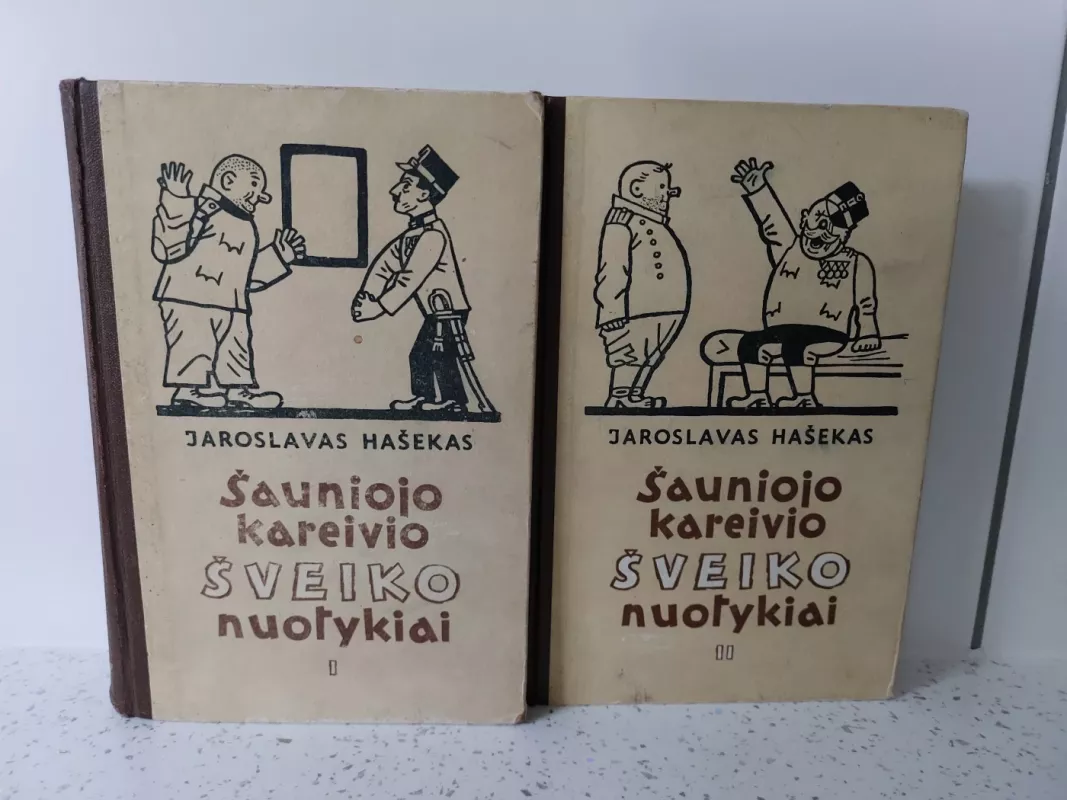 JAROSLAVAS HAŠEKAS
Šauniojo
kareivio
ŠVEIKO
nuotykiai
I
JAROSLAVAS HAŠEKAS
Šauniojo
kareivio
ŠVEIKO
nuotykiai
II